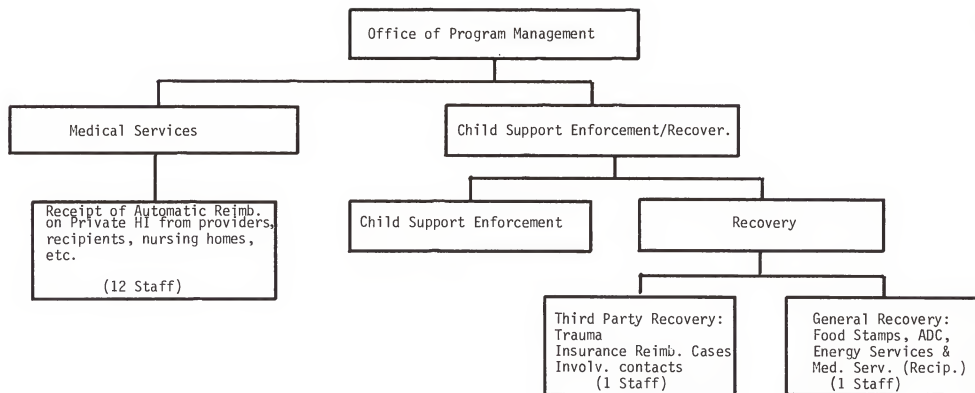 Office of Program Management
Medical Services
Child Support Enforcement/Recover.
Receipt of Automatic Reimb.
on Private HI from providers,
recipients, nursing homes,
etc.
(12 Staff)
Child Support Enforcement
Recovery
Third Party Recovery:
Trauma
Insurance Reimb. Cases
Involv. contacts
(1 Staff)
General Recovery:
Food Stamps, ADC,
Energy Services &
Med. Serv. (Recip.)
(1 Staff)